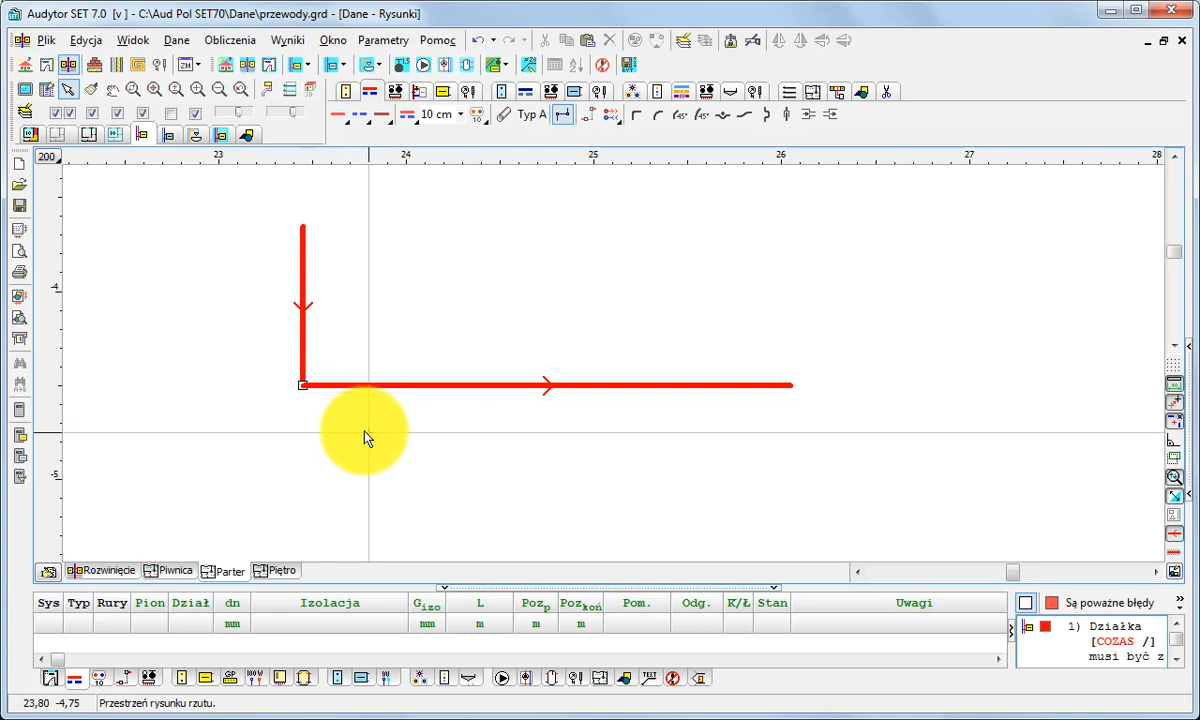 Audytor SET 7.0 [v ] - C:\Aud Pol SET70\Dane\przewody.grd - [Dane - Rysunki]
Plik Edycja Widok Dane Obliczenia Wyniki Okno Parametry Pomoc
10 cm Typ A
200 23 24 25 26 27 28
-4
-5
Rozwinięcie Piwnica Parter Piętro
Sys Typ Rury Pion Dział dn Izolacja Gizo L Pozp Pozkoń Pom. Odg. K/Ł Stan Uwagi
mm mm m m m
Są poważne błędy
1) Działka
[COZAS /]
musi być z
GP 100 W TEXT
23,80 -4,75 Przestrzeń rysunku rzutu.